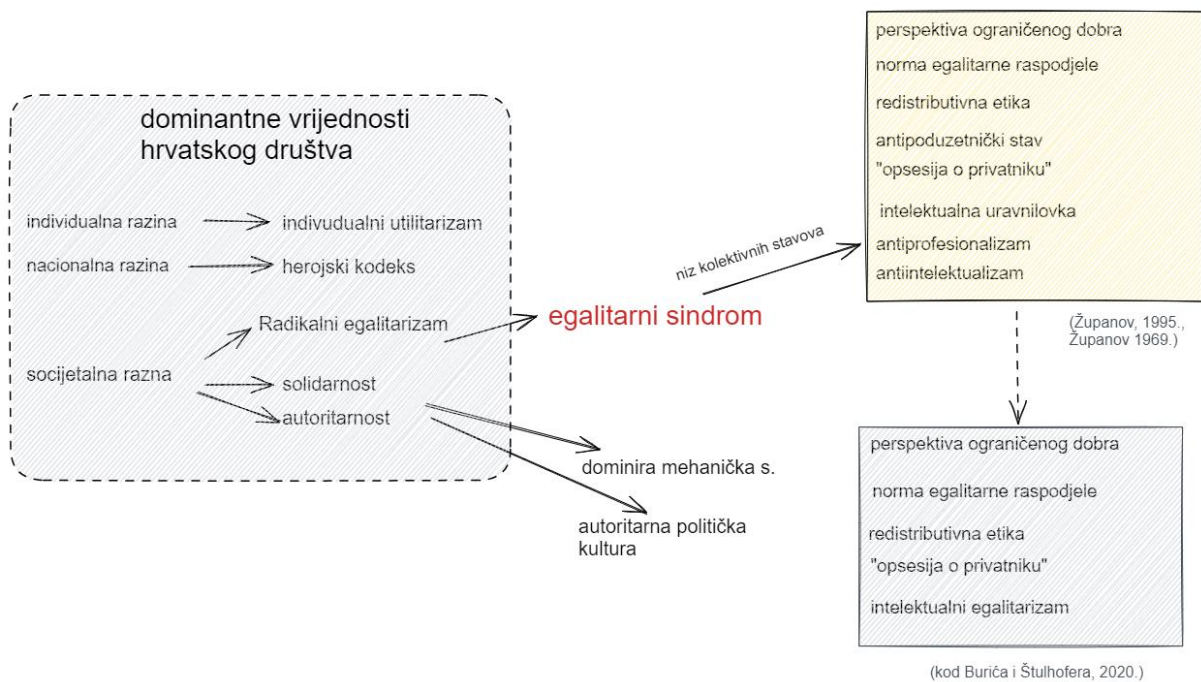 dominantne vrijednosti
hrvatskog društva
individualna razina
indivudualni utilitarizam
nacionalna razina
herojski kodeks
Radikalni egalitarizam
socijetalna razna
solidarnost
autoritarnost
egalitarni sindrom
dominira mehanička s.
autoritarna politička
kultura
niz kolektivnih stavova
perspektiva ograničenog dobra
norma egalitarne raspodjele
redistributivna etika
antipoduzetnički stav
"opsesija o privatniku"
intelektualna uravnilovka
antiprofesionalizam
antiintelektualizam
(Županov, 1995.,
Županov 1969.)
perspektiva ograničenog dobra
norma egalitarne raspodjele
redistributivna etika
"opsesija o privatniku"
intelektualni egalitarizam
(kod Burića i Štulhofera, 2020.)